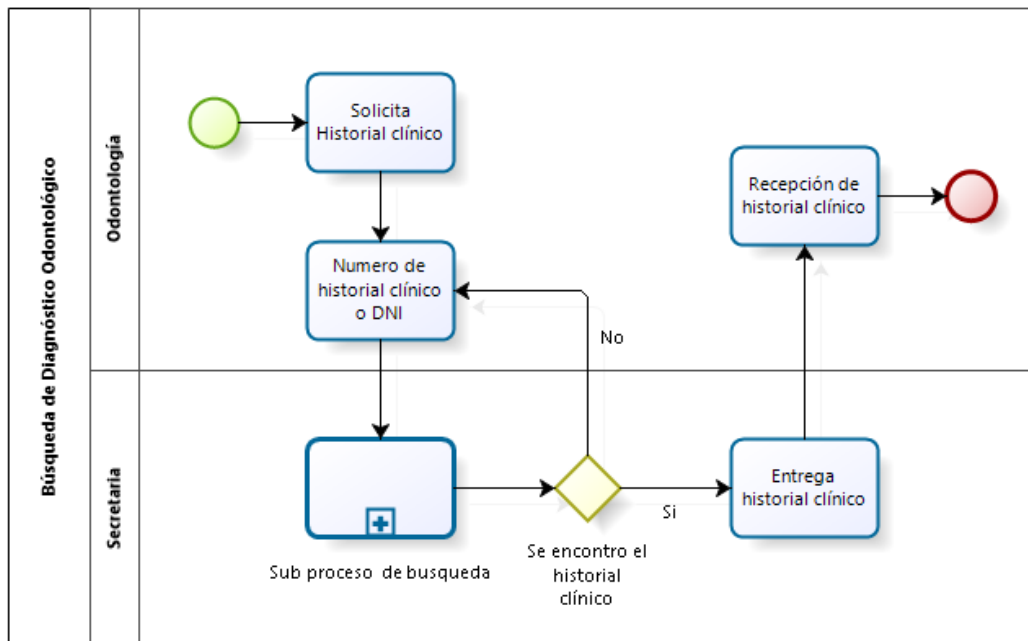 Búsqueda de Diagnóstico Odontológico
Odontología
Solicita
Historial clínico
Numero de
historial clínico
o DNI
Recepción de
historial clínico
No
Secretaria
Sub proceso de busqueda
Se encontro el
historial
clínico
Si
Entrega
historial clínico